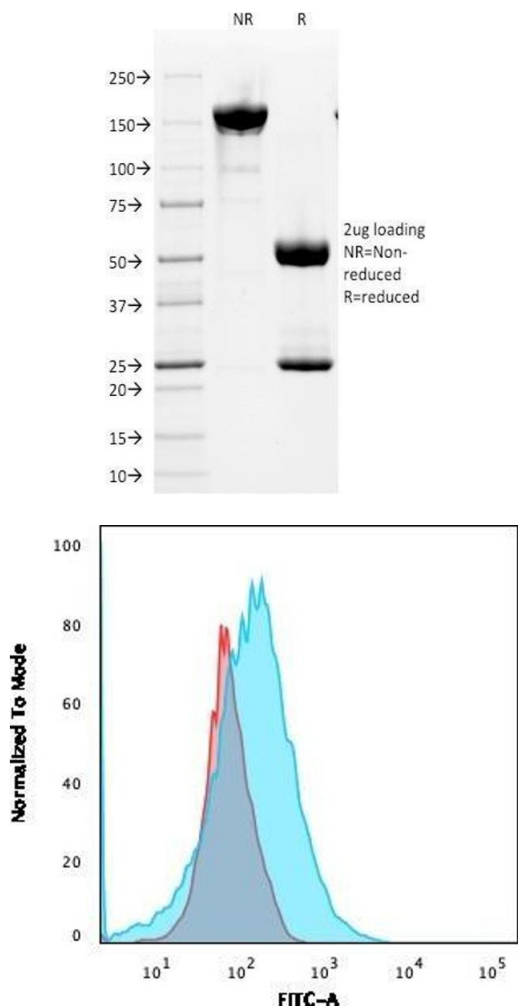 NR R
250→
150→
100→
75→
50→
37→
25→
20→
15→
10→
2ug loading
NR=Non-
reduced
R=reduced
100
80
60
40
20
0
Normalized To Mode
10¹ 10² 10³ 10⁴ 10⁵
FITC-A